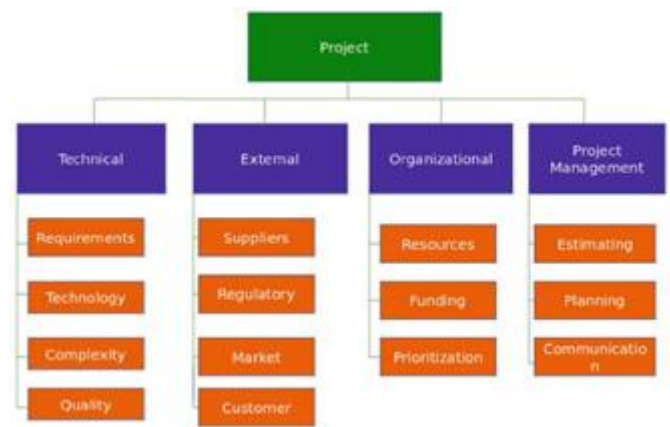 Project
Technical
External
Organizational
Project
Management
Requirements
Technology
Complexity
Quality
Suppliers
Regulatory
Market
Customer
Resources
Funding
Prioritization
Estimating
Planning
Communicatio
n